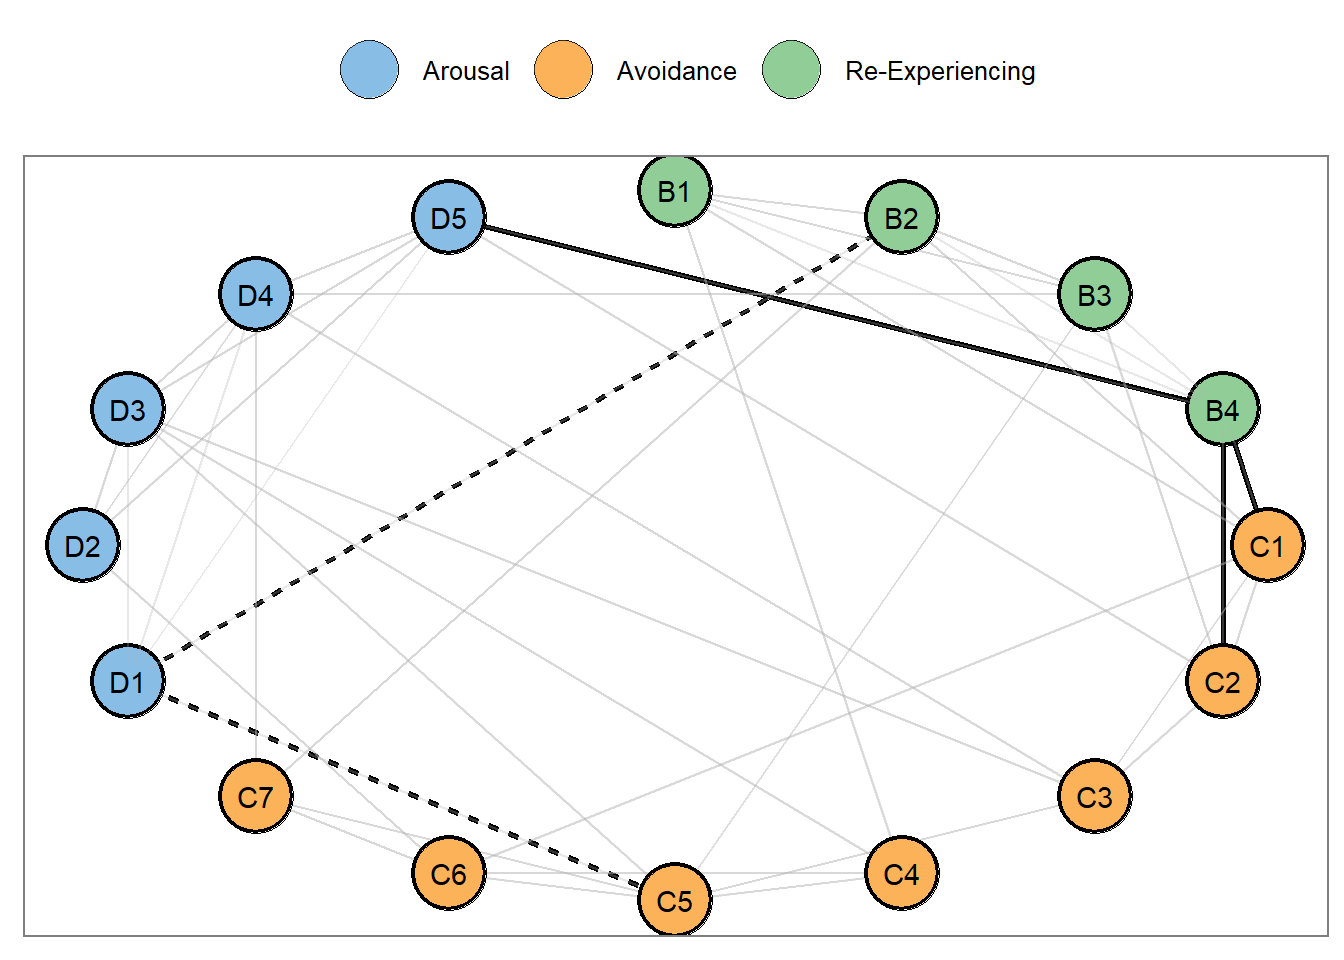 Arousal Avoidance Re-Experiencing
B1
D5 B2
D4 B3
D3 B4
D2 C1
D1 C2
C7 C3
C6 C4
C5